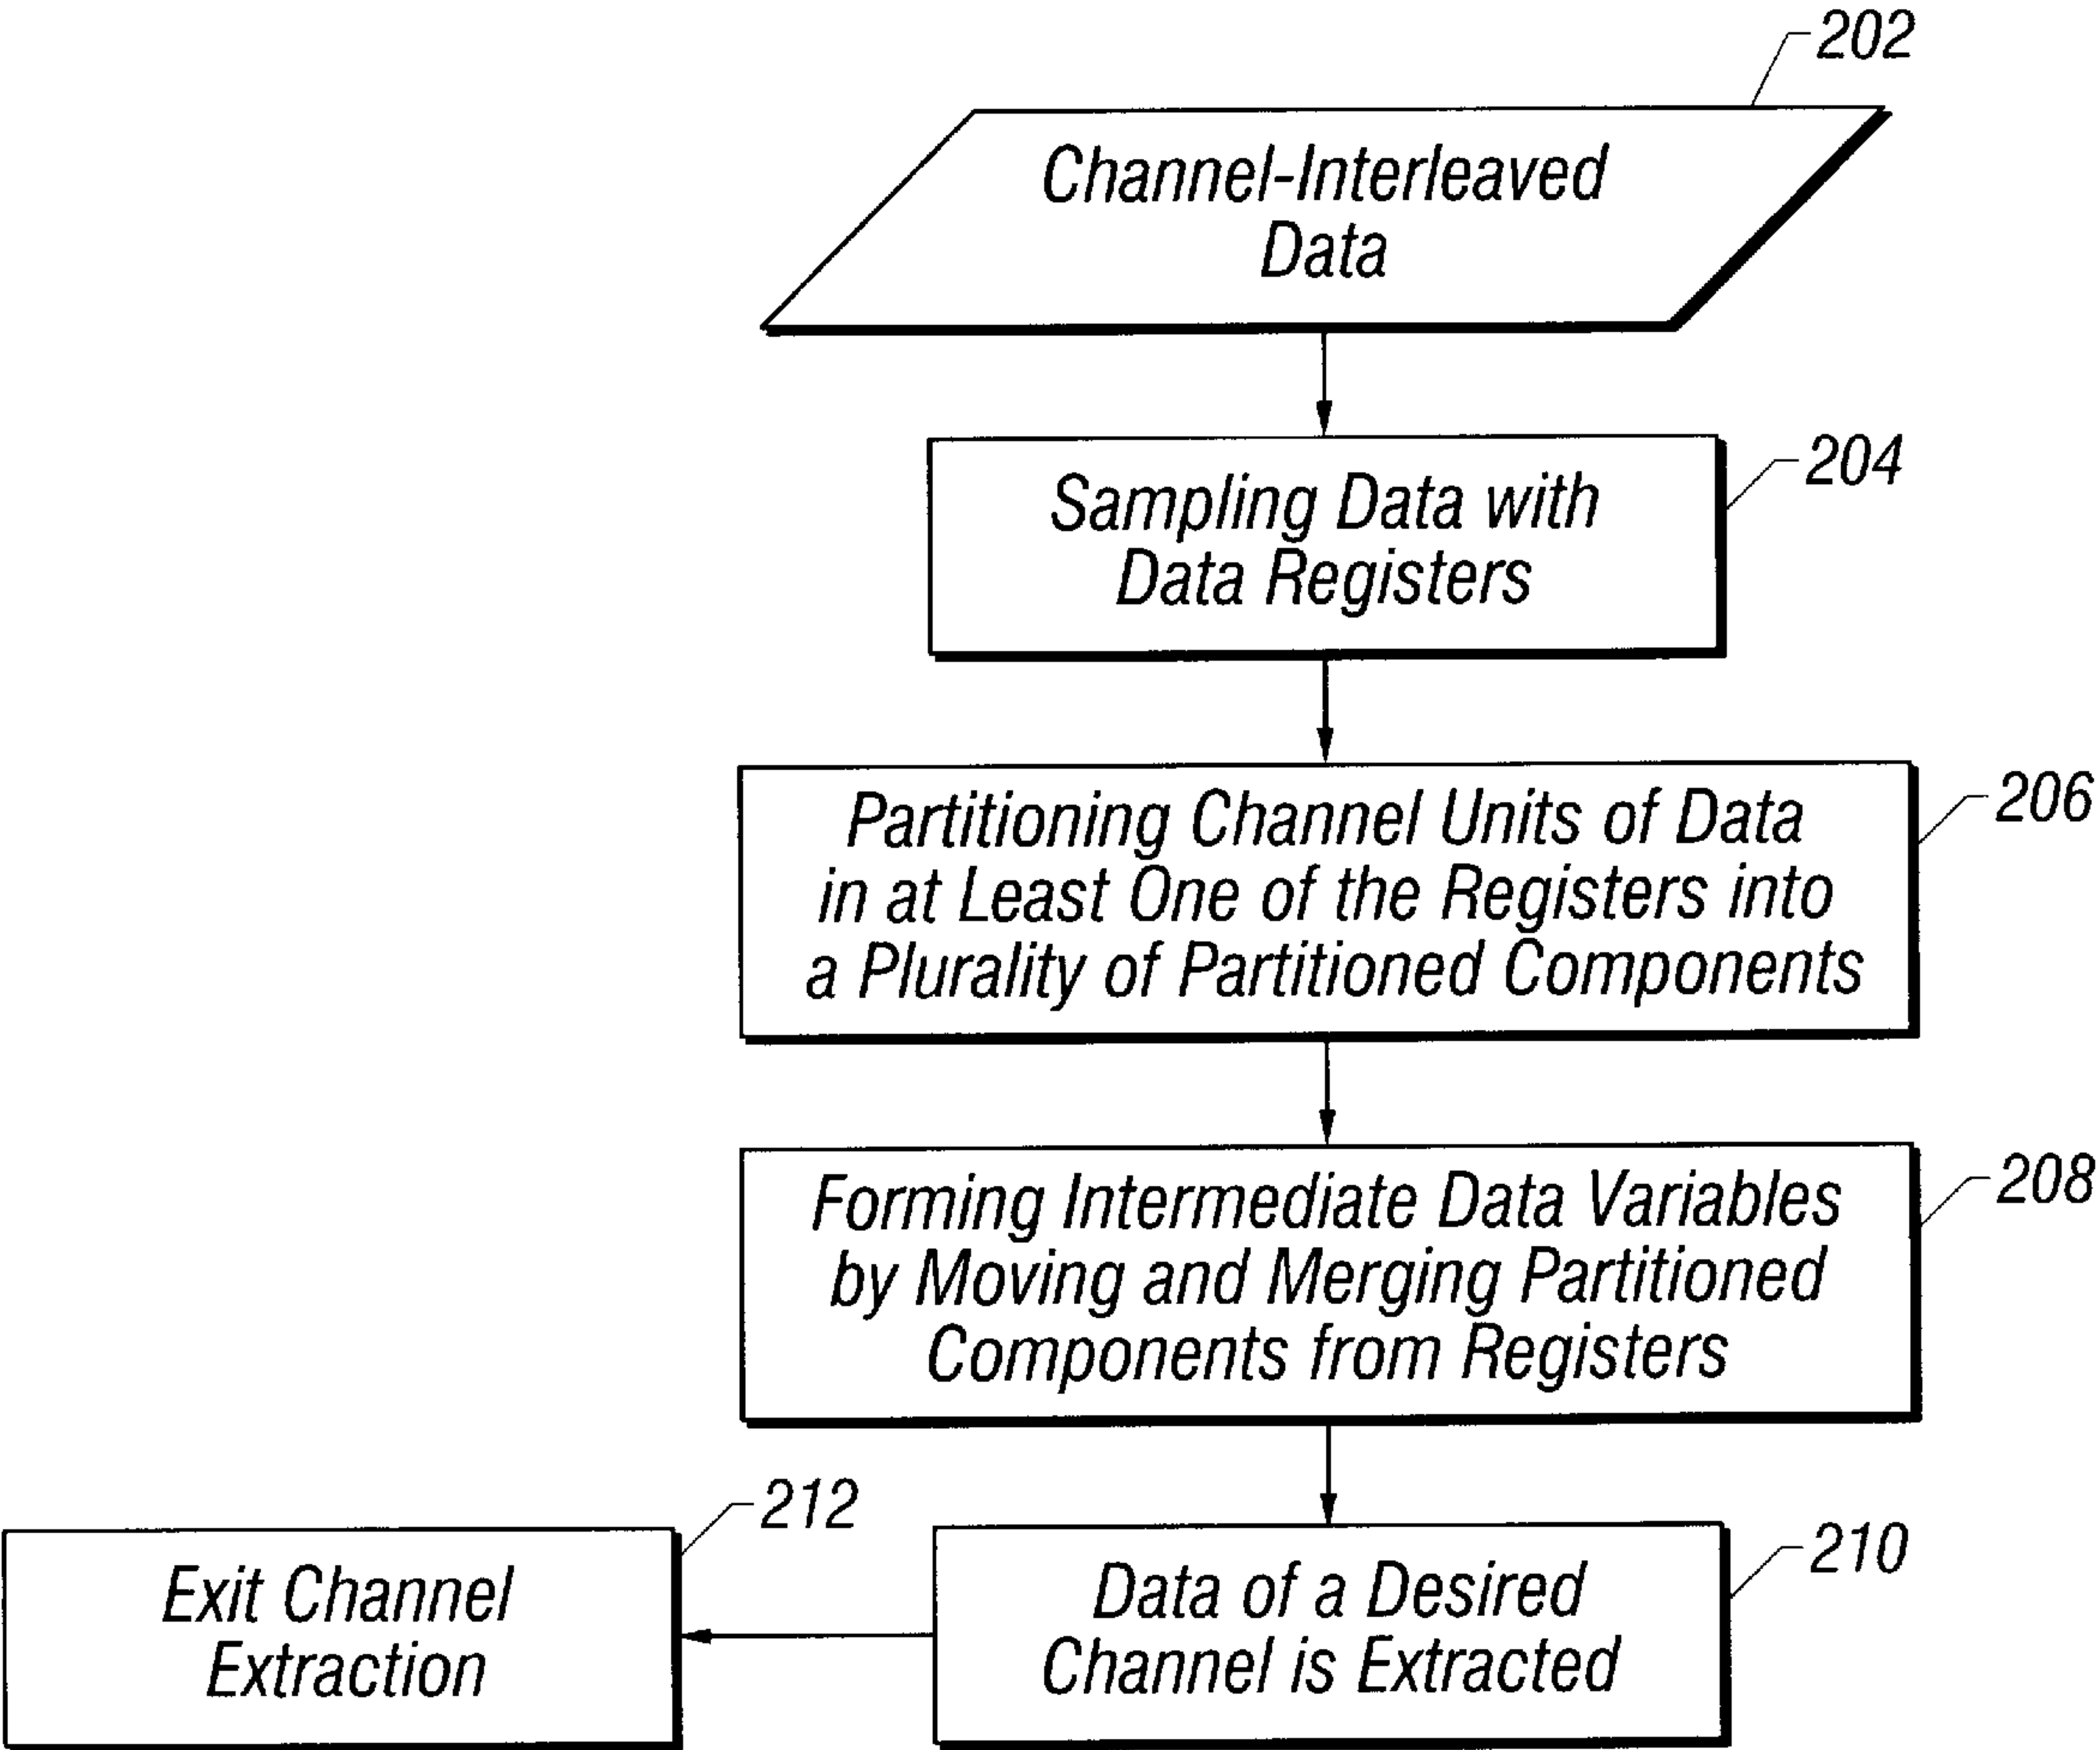 202
Channel-Interleaved
Data
204
Sampling Data with
Data Registers
206
Partitioning Channel Units of Data
in at Least One of the Registers into
a Plurality of Partitioned Components
208
Forming Intermediate Data Variables
by Moving and Merging Partitioned
Components from Registers
212
Exit Channel
Extraction
210
Data of a Desired
Channel is Extracted